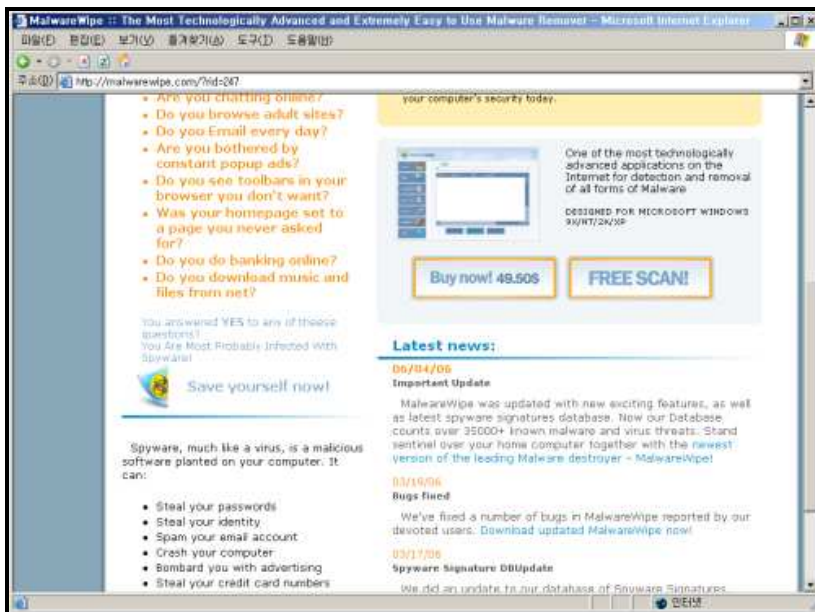 MalwareWipe :: The Most Technologically Advanced and Extremely Easy to Use Malware Remover - Microsoft Internet Explorer
파일(F) 편집(E) 보기(V) 즐겨찾기(A) 도구(T) 도움말(H)
주소(D) http://malwarewipe.com/?rid=247
Are you chatting online?
Do you browse adult sites?
Do you Email every day?
Are you bothered by
constant popup ads?
Do you see toolbars in your
browser you don't want?
Was your homepage set to
a page you never asked
for?
Do you do banking online?
Do you download music and
files from net?
You answered YES to any of theese
questions?
You Are Most Probably Infected With
Spyware!
Save yourself now!
Spyware, much like a virus, is a malicious
software planted on your computer. It
can:
Steal your passwords
Steal your identity
Spam your email account
Crash your computer
Bombard you with advertising
Steal your credit card numbers
your computer's security today.
One of the most technologically
advanced applications on the
Internet for detection and removal
of all forms of Malware
DESIGNED FOR MICROSOFT WINDOWS
9X/NT/2K/XP
Buy now! 49.50$
FREE SCAN!
Latest news:
06/04/06
Important Update
MalwareWipe was updated with new exciting features, as well
as latest spyware signatures database. Now our Database
counts over 35000+ known malware and virus threats. Stand
sentinel over your home computer together with the newest
version of the leading Malware destroyer - MalwareWipe!
03/19/06
Bugs fixed
We've fixed a number of bugs in MalwareWipe reported by our
devoted users. Download updated MalwareWipe now!
03/17/06
Spyware Signature DBUpdate
We did an update to our database of Spyware Signatures.
인터넷